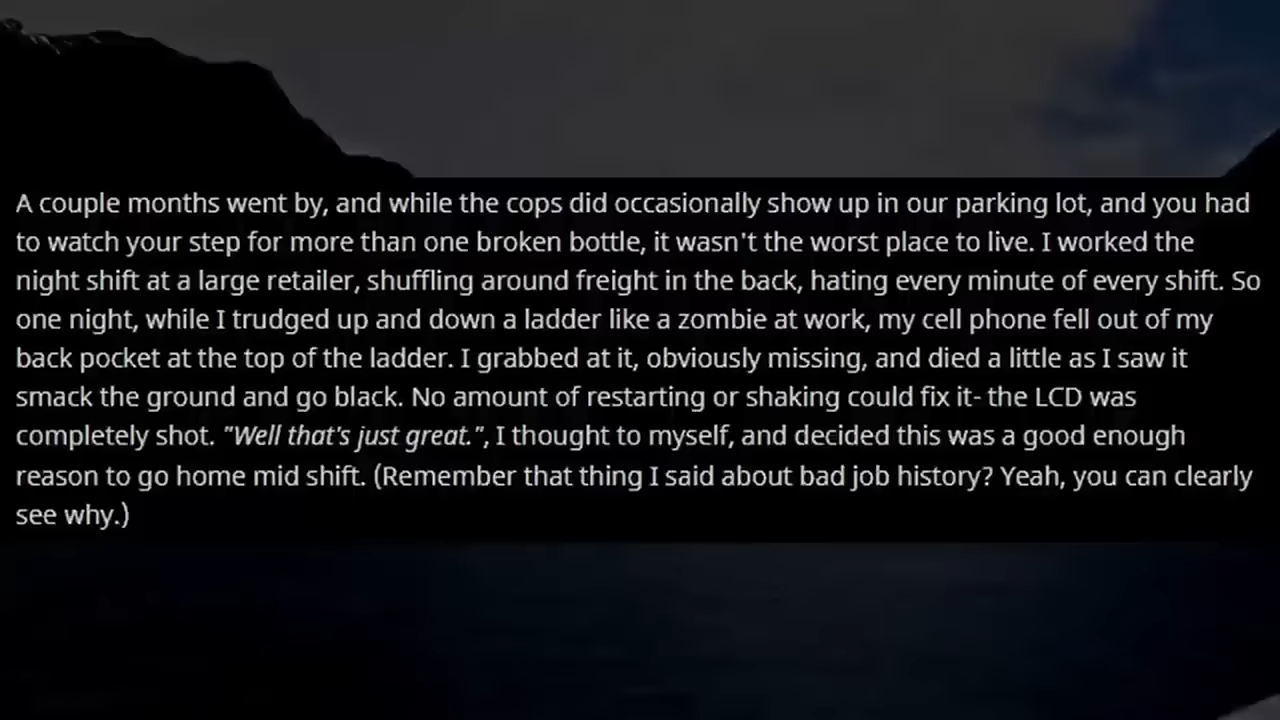 A couple months went by, and while the cops did occasionally show up in our parking lot, and you had
to watch your step for more than one broken bottle, it wasn't the worst place to live. I worked the
night shift at a large retailer, shuffling around freight in the back, hating every minute of every shift. So
one night, while I trudged up and down a ladder like a zombie at work, my cell phone fell out of my
back pocket at the top of the ladder. I grabbed at it, obviously missing, and died a little as I saw it
smack the ground and go black. No amount of restarting or shaking could fix it- the LCD was
completely shot. "Well that's just great.", I thought to myself, and decided this was a good enough
reason to go home mid shift. (Remember that thing I said about bad job history? Yeah, you can clearly
see why.)